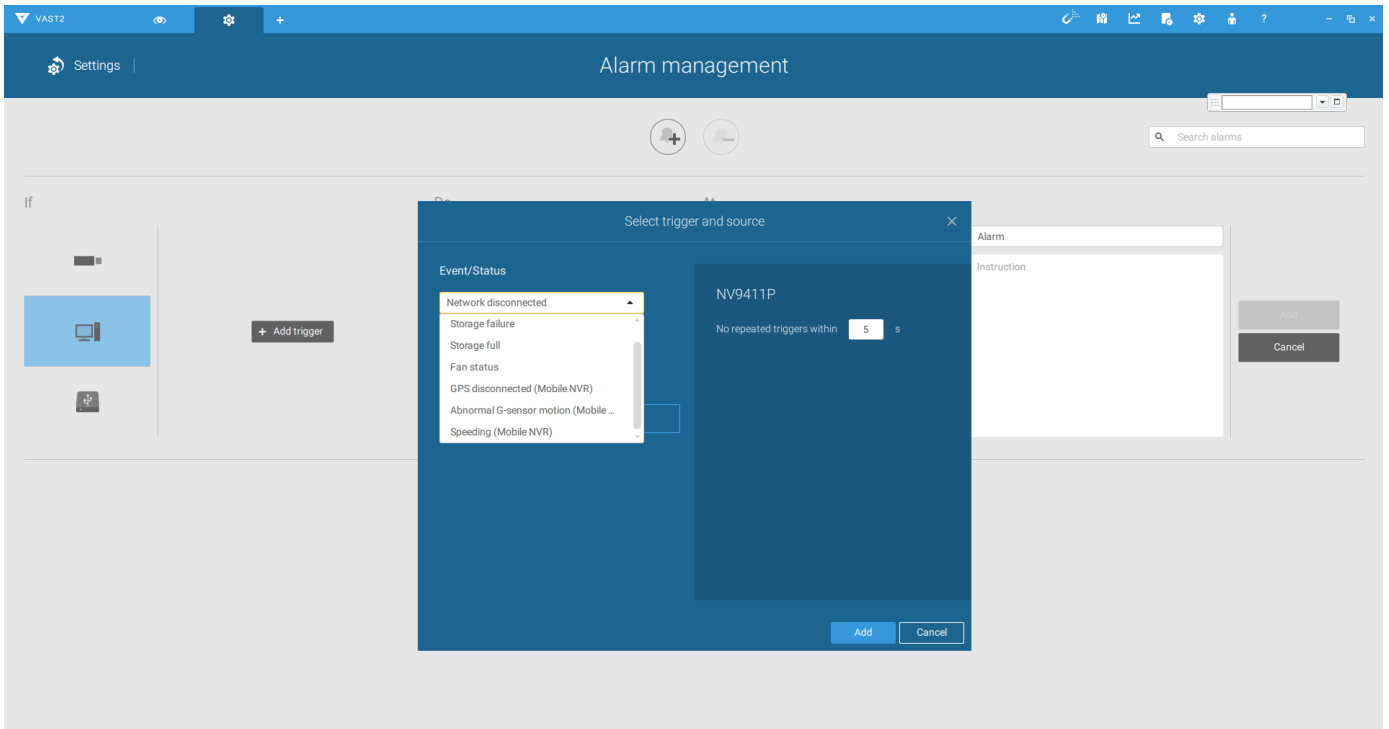 VAST2
+
?
Settings
Alarm management
Search alarms
If
+ Add trigger
Select trigger and source
Event/Status
Network disconnected
Storage failure
Storage full
Fan status
GPS disconnected (Mobile NVR)
Abnormal G-sensor motion (Mobile ...
Speeding (Mobile NVR)
NV9411P
No repeated triggers within 5 s
Add
Cancel
Alarm
Instruction
Add
Cancel